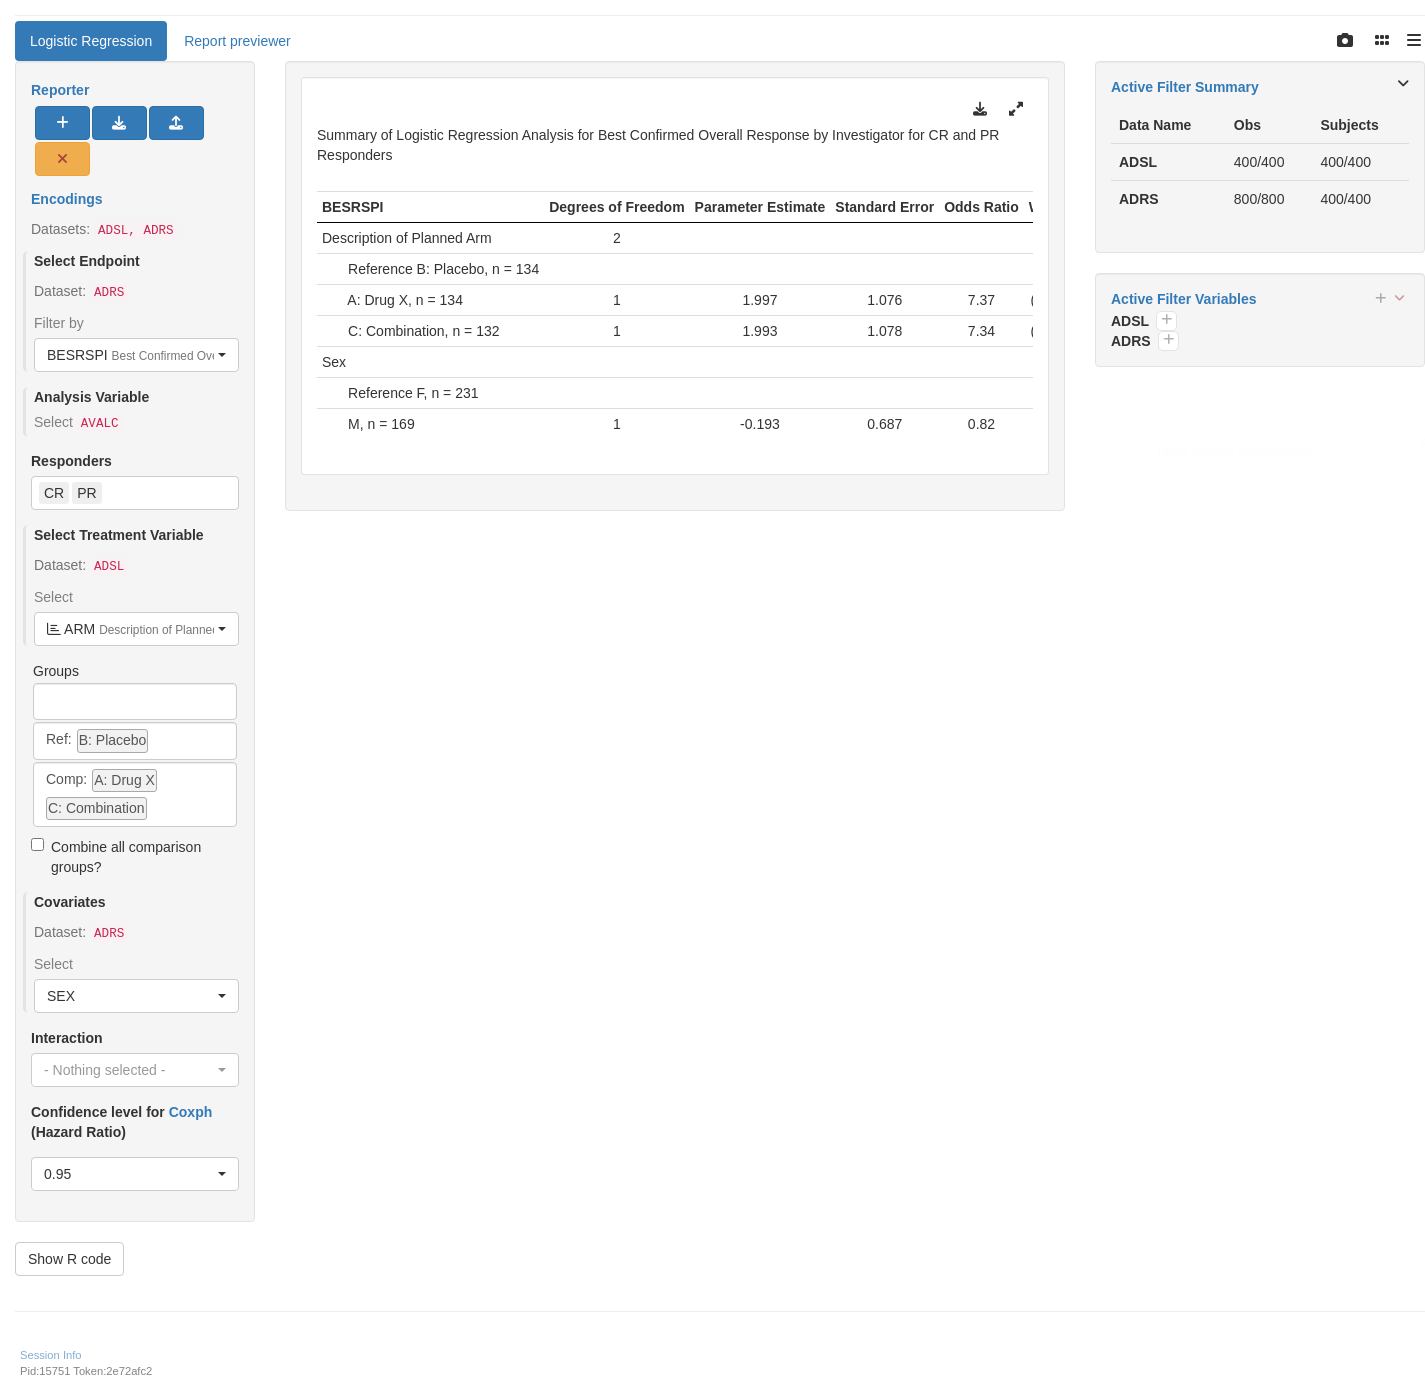 Logistic Regression Report previewer
Reporter
Encodings
Datasets: ADSL, ADRS
Select Endpoint
Dataset: ADRS
Filter by
BESRSPI Best Confirmed Ove
Analysis Variable
Select AVALC
Responders
CR PR
Select Treatment Variable
Dataset: ADSL
Select
ARM Description of Planned
Groups
Ref: B: Placebo
Comp: A: Drug X
C: Combination
Combine all comparison
groups?
Covariates
Dataset: ADRS
Select
SEX
Interaction
- Nothing selected -
Confidence level for Coxph
(Hazard Ratio)
0.95
Show R code
Summary of Logistic Regression Analysis for Best Confirmed Overall Response by Investigator for CR and PR
Responders
BESRSPI Degrees of Freedom Parameter Estimate Standard Error Odds Ratio
Description of Planned Arm 2
Reference B: Placebo, n = 134
A: Drug X, n = 134 1 1.997 1.076 7.37 (
C: Combination, n = 132 1 1.993 1.078 7.34 (
Sex
Reference F, n = 231
M, n = 169 1 -0.193 0.687 0.82
Active Filter Summary
Data Name Obs Subjects
ADSL 400/400 400/400
ADRS 800/800 400/400
Active Filter Variables
ADSL
ADRS
Session Info
Pid:15751 Token:2e72afc2